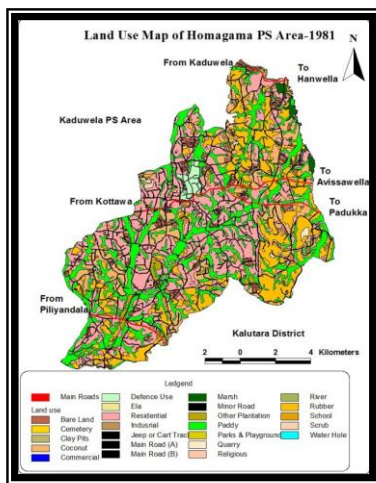 Land Use Map of Homagama PS Area-1981
N
From Kaduwela
To
Hanwella
Kaduwela PS Area
To
Avissawella
From Kottawa
To
Padukka
From
Piliyandala
Kalutara District
2 0 2 4 Kilometers
Ledgend
Main Roads
Land use
Bare Land
Cemetery
Clay Pits
Coconut
Commercial
Defence Use
Ela
Residential
Indusrial
Jeep or Cart Trac
Main Road (A)
Main Road (B)
Marsh
Minor Road
Other Plantation
Paddy
Parks & Playground
Quarry
Religious
River
Rubber
School
Scrub
Water Hole